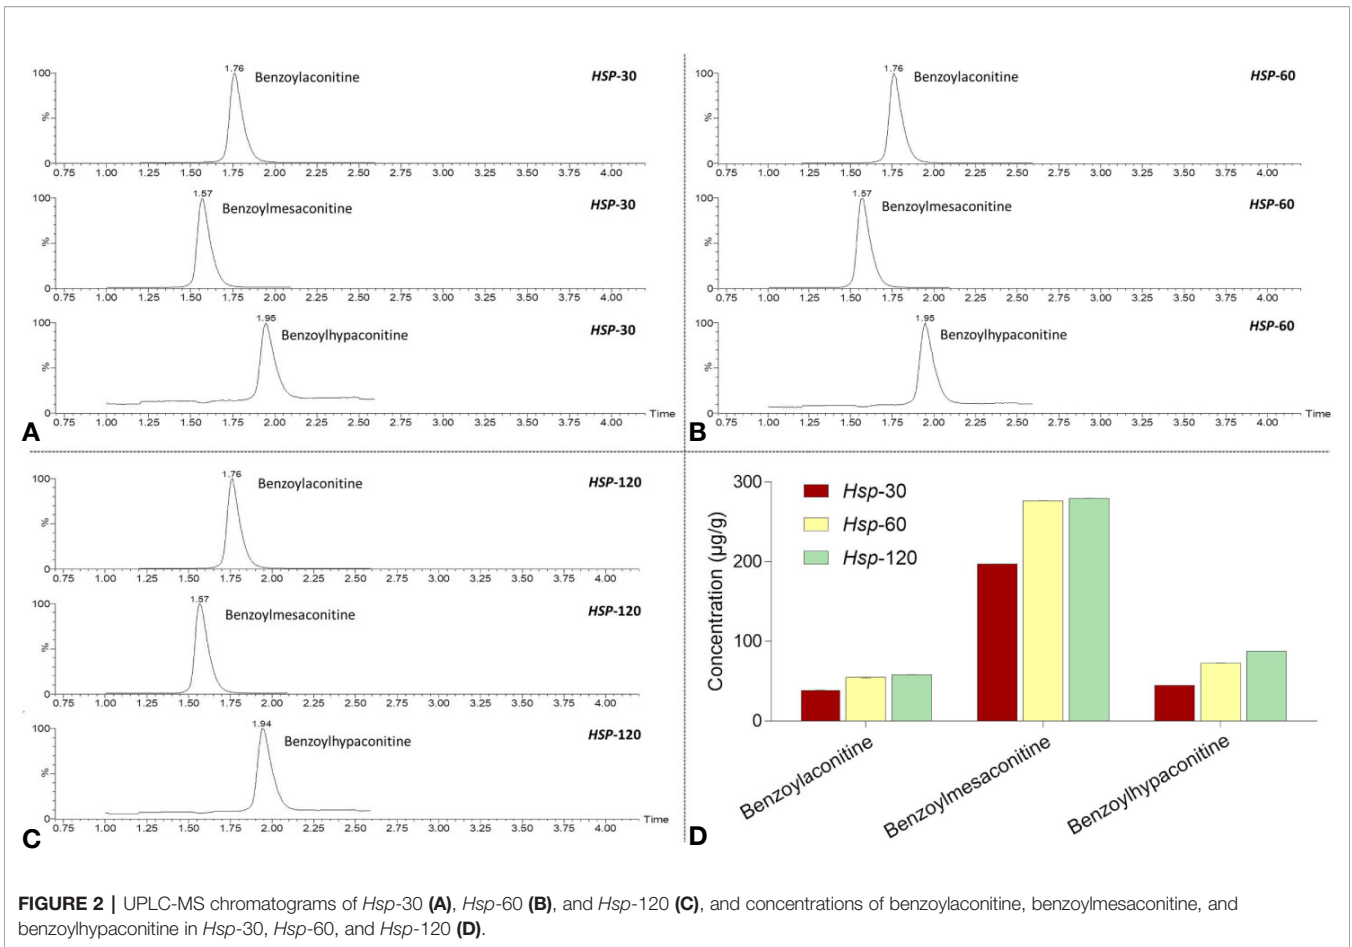 1.76
Benzoylaconitine
HSP-30
100
%
0
0.75 1.00 1.25 1.50 1.75 2.00 2.25 2.50 2.75 3.00 3.25 3.50 3.75 4.00
1.57
Benzoylmesaconitine
HSP-30
100
%
0
0.75 1.00 1.25 1.50 1.75 2.00 2.25 2.50 2.75 3.00 3.25 3.50 3.75 4.00
1.95
Benzoylhypaconitine
HSP-30
100
%
0
Time
0.75 1.00 1.25 1.50 1.75 2.00 2.25 2.50 2.75 3.00 3.25 3.50 3.75 4.00
A
1.76
Benzoylaconitine
HSP-60
100
%
0
0.75 1.00 1.25 1.50 1.75 2.00 2.25 2.50 2.75 3.00 3.25 3.50 3.75 4.00
1.57
Benzoylmesaconitine
HSP-60
100
%
0
0.75 1.00 1.25 1.50 1.75 2.00 2.25 2.50 2.75 3.00 3.25 3.50 3.75 4.00
1.95
Benzoylhypaconitine
HSP-60
100
%
0
Time
0.75 1.00 1.25 1.50 1.75 2.00 2.25 2.50 2.75 3.00 3.25 3.50 3.75 4.00
B
1.76
Benzoylaconitine
HSP-120
100
%
0
0.75 1.00 1.25 1.50 1.75 2.00 2.25 2.50 2.75 3.00 3.25 3.50 3.75 4.00
1.57
Benzoylmesaconitine
HSP-120
100
%
0
0.75 1.00 1.25 1.50 1.75 2.00 2.25 2.50 2.75 3.00 3.25 3.50 3.75 4.00
1.94
Benzoylhypaconitine
HSP-120
100
%
0
Time
0.75 1.00 1.25 1.50 1.75 2.00 2.25 2.50 2.75 3.00 3.25 3.50 3.75 4.00
C
Concentration (µg/g)
300
200
100
0
Hsp-30
Hsp-60
Hsp-120
Benzoylaconitine
Benzoylmesaconitine
Benzoylhypaconitine
D
FIGURE 2 | UPLC-MS chromatograms of Hsp-30 (A), Hsp-60 (B), and Hsp-120 (C), and concentrations of benzoylaconitine, benzoylmesaconitine, and
benzoylhypaconitine in Hsp-30, Hsp-60, and Hsp-120 (D).